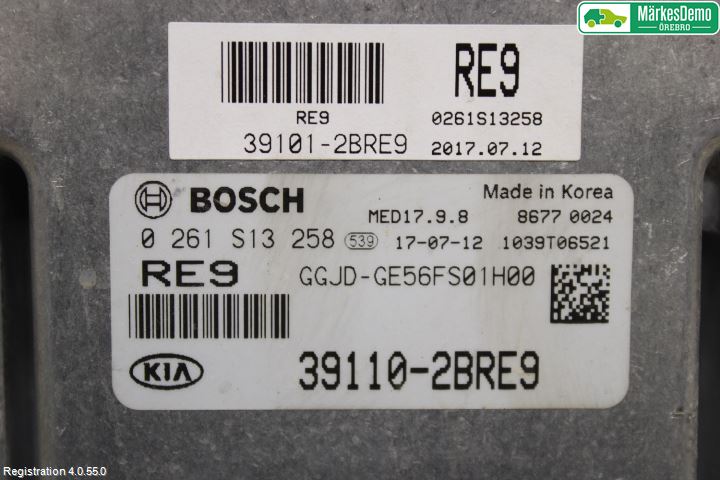 MärkesDemo
ÖREBRO
RE9
RE9
0261S13258
39101-2BRE9
2017.07.12
BOSCH
Made in Korea
MED17.9.8
8677 0024
0 261 S13 258
539
17-07-12
1039T06521
RE9
GGJD-GE56FS01H00
KIA
39110-2BRE9
Registration 4.0.55.0